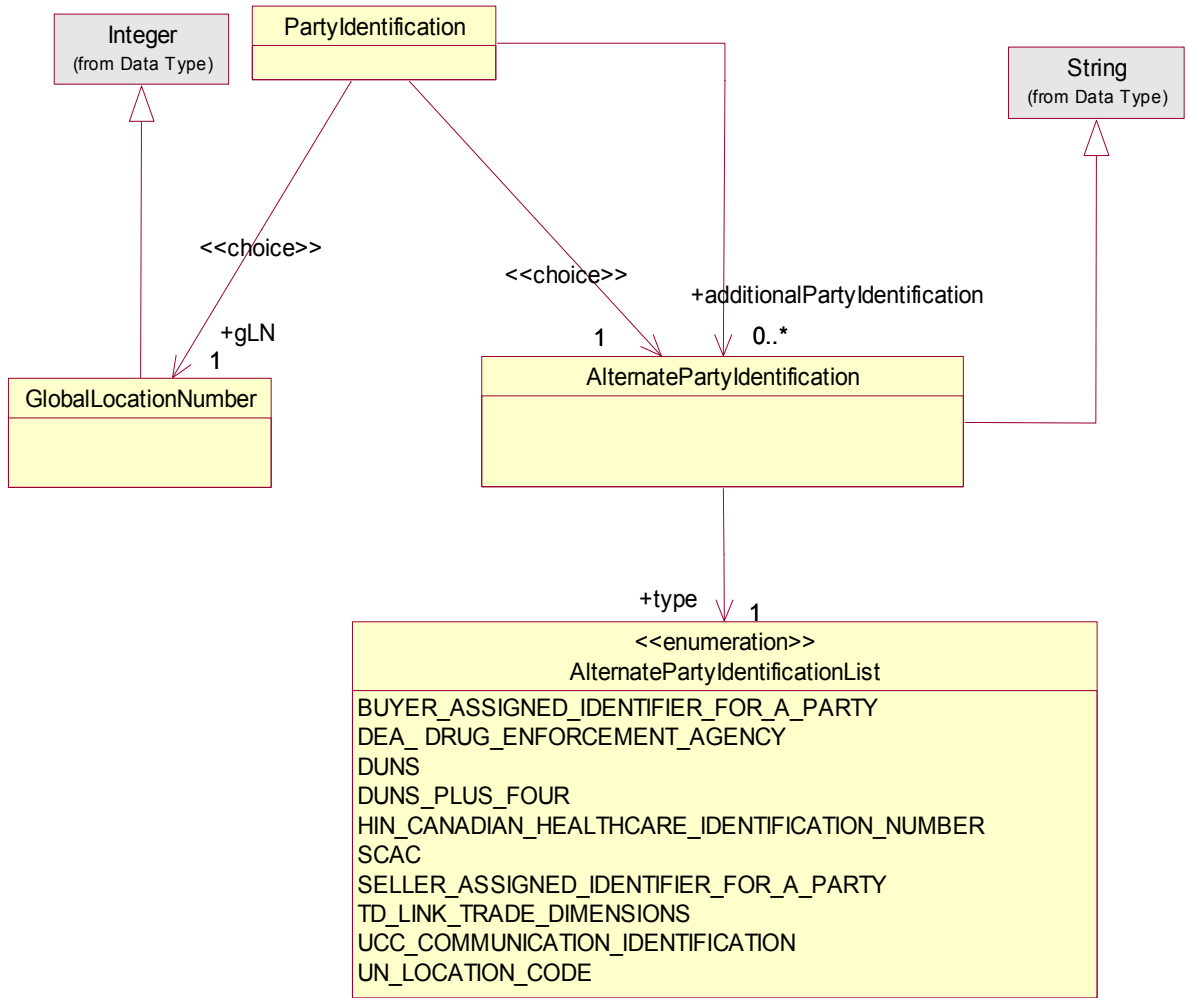 PartyIdentification
Integer
(from Data Type)
String
(from Data Type)
<<choice>>
<<choice>>
+additionalPartyIdentification
+gLN
1
1
0..*
GlobalLocationNumber
AlternatePartyIdentification
+type
1
<<enumeration>>
AlternatePartyIdentificationList
BUYER_ASSIGNED_IDENTIFIER_FOR_A_PARTY
DEA_ DRUG_ENFORCEMENT_AGENCY
DUNS
DUNS_PLUS_FOUR
HIN_CANADIAN_HEALTHCARE_IDENTIFICATION_NUMBER
SCAC
SELLER_ASSIGNED_IDENTIFIER_FOR_A_PARTY
TD_LINK_TRADE_DIMENSIONS
UCC_COMMUNICATION_IDENTIFICATION
UN_LOCATION_CODE